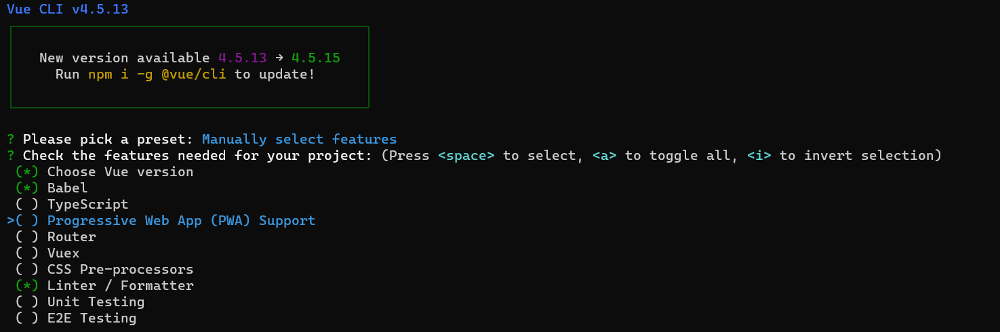 Vue CLI v4.5.13
New version available 4.5.13 → 4.5.15
Run npm i -g @vue/cli to update!
? Please pick a preset: Manually select features
? Check the features needed for your project: (Press <space> to select, <a> to toggle all, <i> to invert selection)
(*) Choose Vue version
(*) Babel
( ) TypeScript
>( ) Progressive Web App (PWA) Support
( ) Router
( ) Vuex
( ) CSS Pre-processors
(*) Linter / Formatter
( ) Unit Testing
( ) E2E Testing